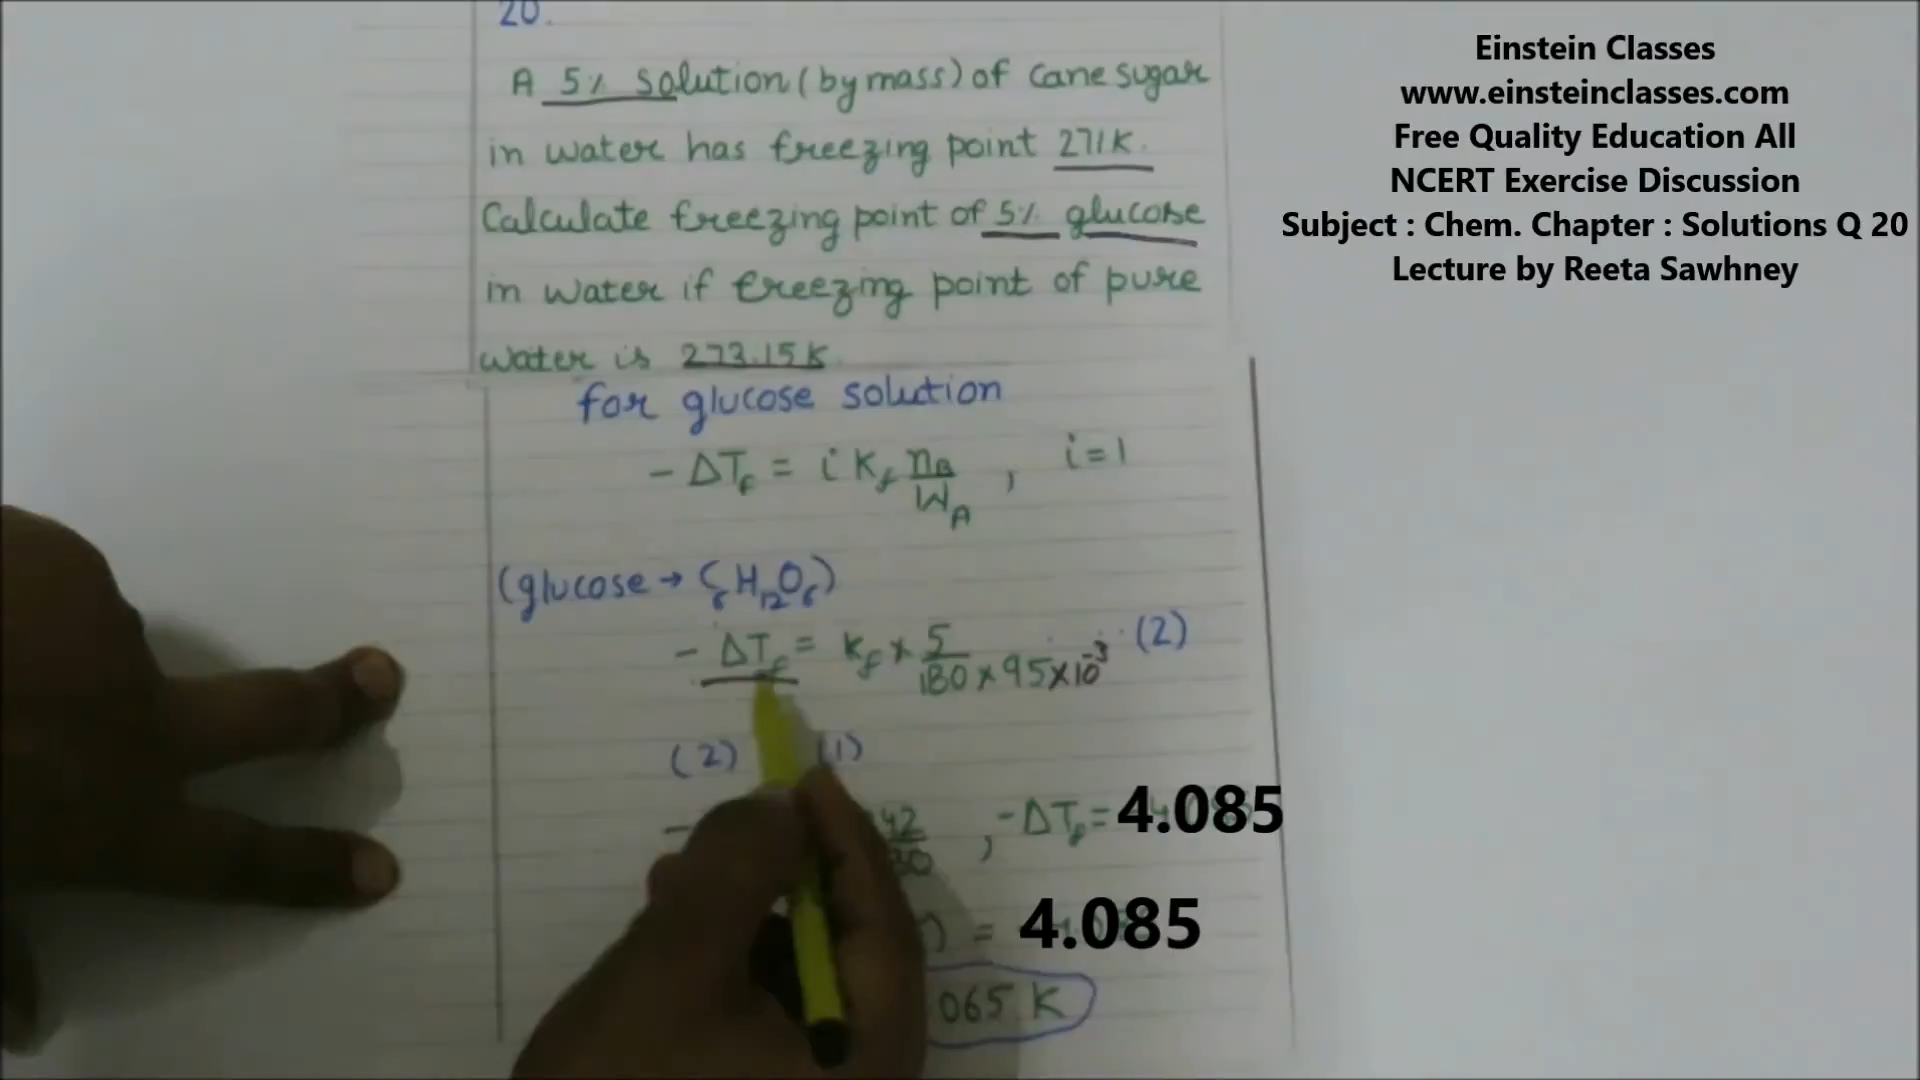 20.
A 5% solution (by mass) of cane sugar
in water has freezing point 271K.
Calculate freezing point of 5% glucose
in water if freezing point of pure
water is 273.15K
for glucose solution
- ΔTf = i Kf nB/WA , i = 1
(glucose → C6H12O6)
- ΔTf = Kf × 5/180 × 95 × 10^-3 (2)
(2) (1)
- 42 , - ΔTf = 4.085
) = 4.085
065 K
Einstein Classes
www.einsteinclasses.com
Free Quality Education All
NCERT Exercise Discussion
Subject : Chem. Chapter : Solutions Q 20
Lecture by Reeta Sawhney